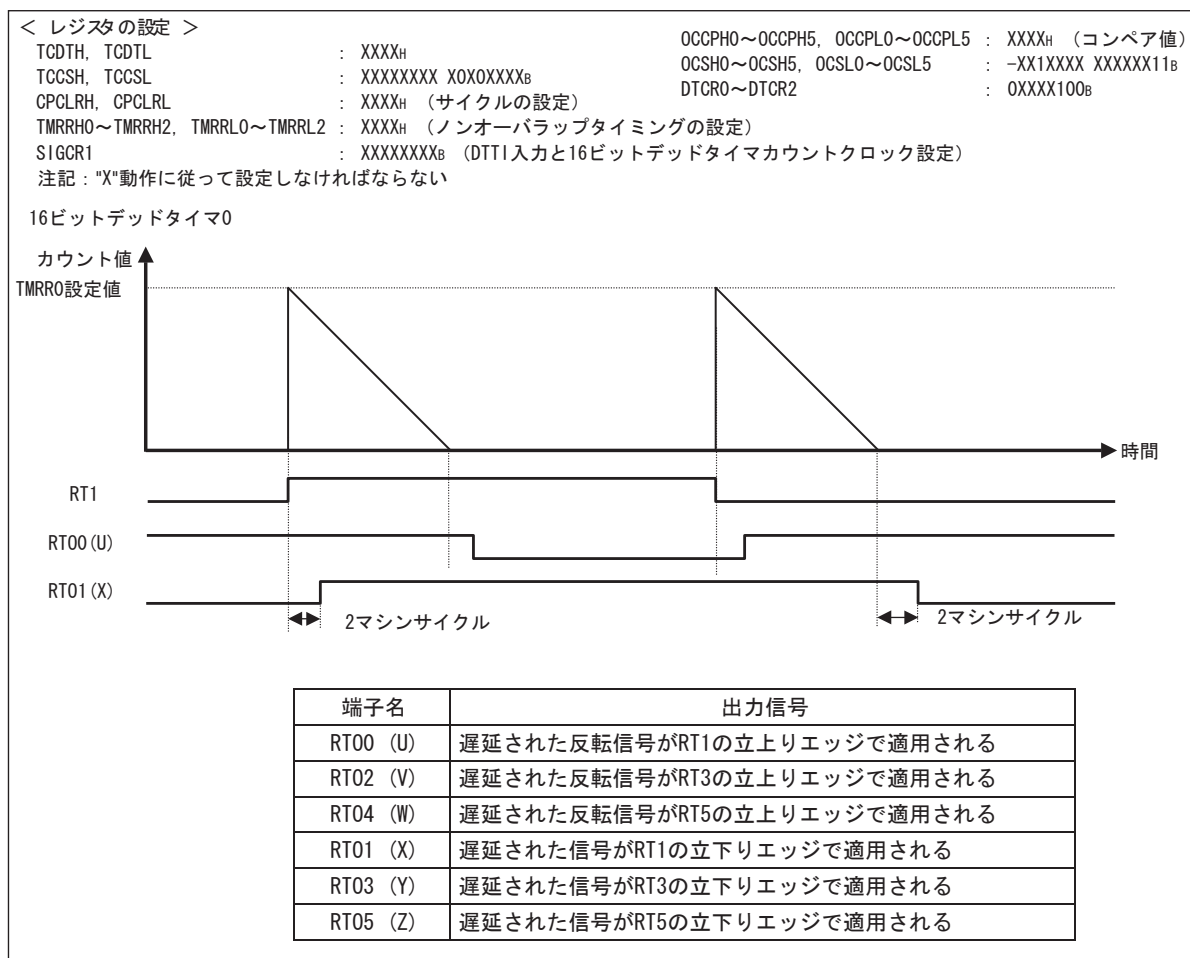 < レジスタの設定 >
TCDTH, TCDTL : XXXXH
TCCSH, TCCSL : XXXXXXXX X0X0XXXXB
CPCLRH, CPCLRL : XXXXH (サイクルの設定)
TMRRH0～TMRRH2, TMRRL0～TMRRL2 : XXXXH (ノンオーバラップタイミングの設定)
SIGCR1 : XXXXXXXXB (DTTI入力と16ビットデッドタイマカウントクロック設定)
注記："X"動作に従って設定しなければならない
OCCPH0～OCCPH5, OCCPL0～OCCPL5 : XXXXH (コンペア値)
OCSH0～OCSH5, OCSL0～OCSL5 : -XX1XXXX XXXXXX11B
DTCR0～DTCR2 : 0XXXX100B
16ビットデッドタイマ0
カウント値
TMRR0設定値
時間
RT1
RTO0(U)
RTO1(X)
2マシンサイクル
2マシンサイクル
端子名 出力信号
RTO0 (U) 遅延された反転信号がRT1の立上りエッジで適用される
RTO2 (V) 遅延された反転信号がRT3の立上りエッジで適用される
RTO4 (W) 遅延された反転信号がRT5の立上りエッジで適用される
RTO1 (X) 遅延された信号がRT1の立下りエッジで適用される
RTO3 (Y) 遅延された信号がRT3の立下りエッジで適用される
RTO5 (Z) 遅延された信号がRT5の立下りエッジで適用される